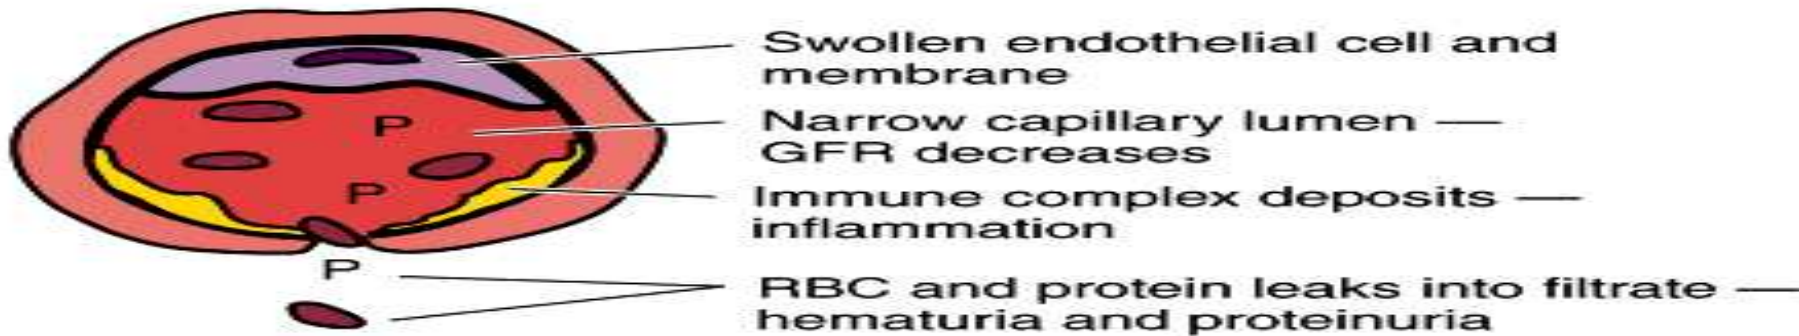 Swollen endothelial cell and
membrane
P
Narrow capillary lumen —
GFR decreases
P
Immune complex deposits —
inflammation
P
RBC and protein leaks into filtrate —
hematuria and proteinuria